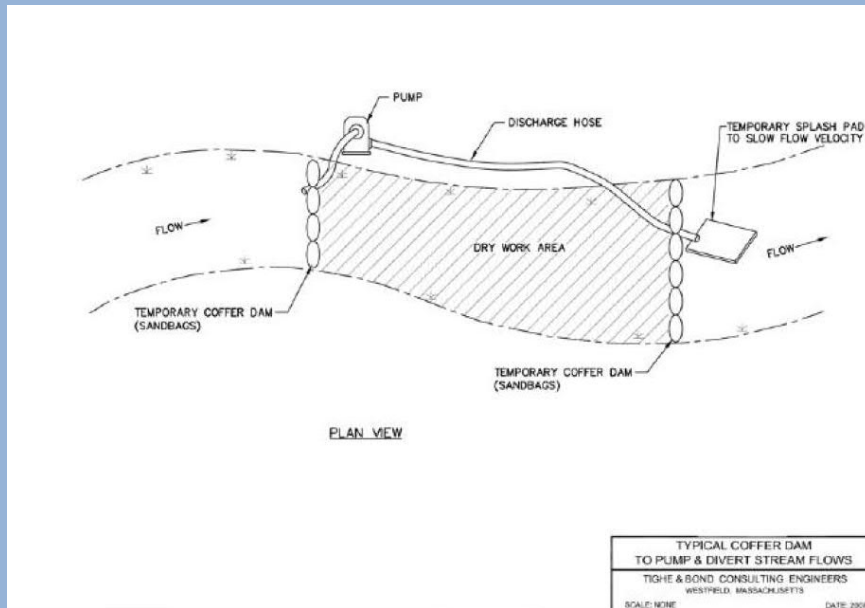 PUMP
DISCHARGE HOSE
TEMPORARY SPLASH PAD
TO SLOW FLOW VELOCITY
FLOW
DRY WORK AREA
FLOW
TEMPORARY COFFER DAM
(SANDBAGS)
TEMPORARY COFFER DAM
(SANDBAGS)
PLAN VIEW
TYPICAL COFFER DAM
TO PUMP & DIVERT STREAM FLOWS
TIGHE & BOND CONSULTING ENGINEERS
WESTFIELD, MASSACHUSETTS
SCALE: NONE
DATE: